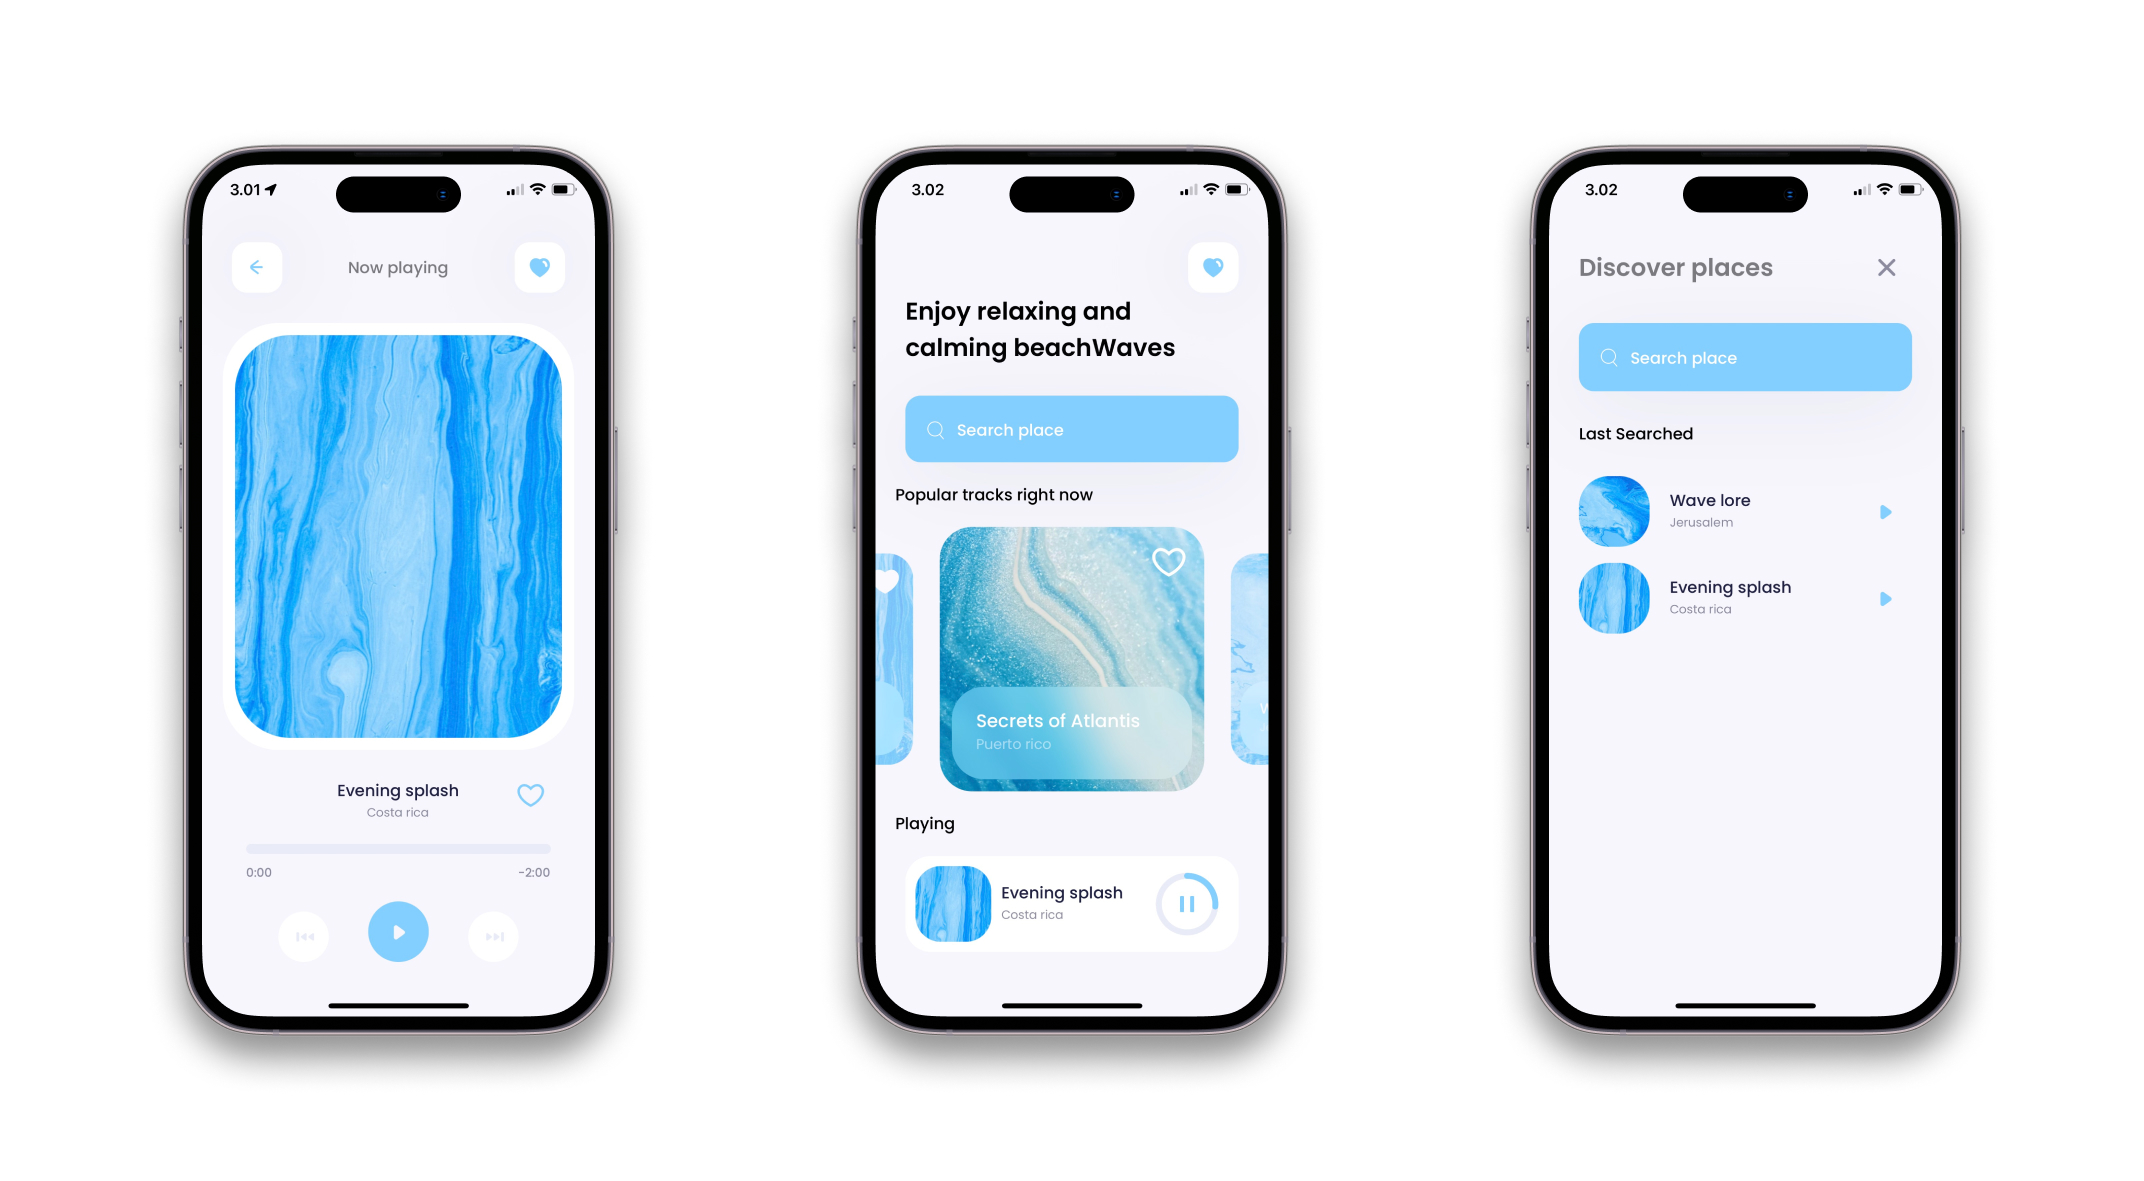 3.01
Now playing
Evening splash
Costa rica
0:00
-2:00
3.02
Enjoy relaxing and
calming beachWaves
Search place
Popular tracks right now
Secrets of Atlantis
Puerto rico
Playing
Evening splash
Costa rica
3.02
Discover places
Search place
Last Searched
Wave lore
Jerusalem
Evening splash
Costa rica